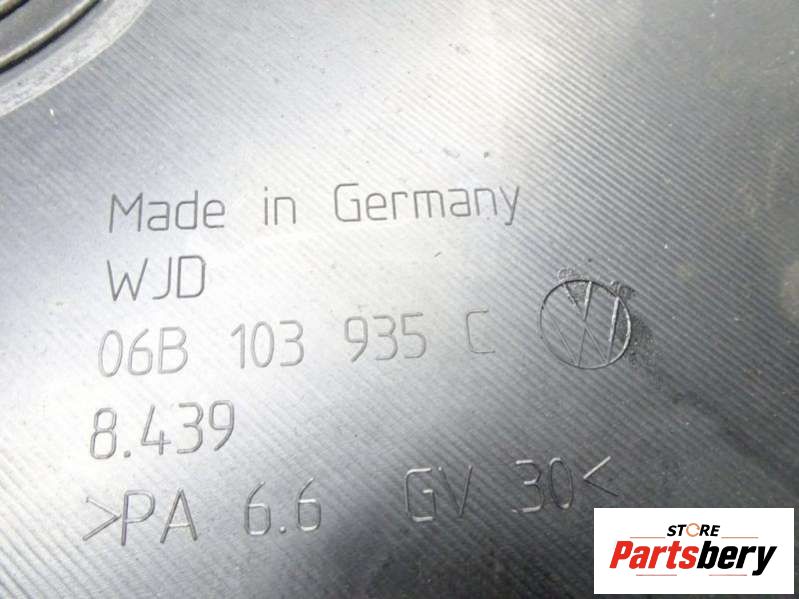 Made in Germany
WJD
06B 103 935 C
8.439
>PA 6.6 GV 30<
STORE
Partsbery